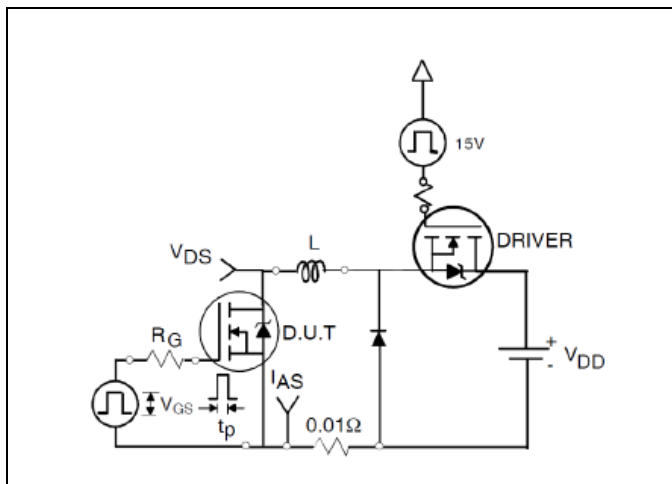 15V
DRIVER
L
VDS
RG
D.U.T
VGS
tp
IAS
0.01Ω
+
-
VDD